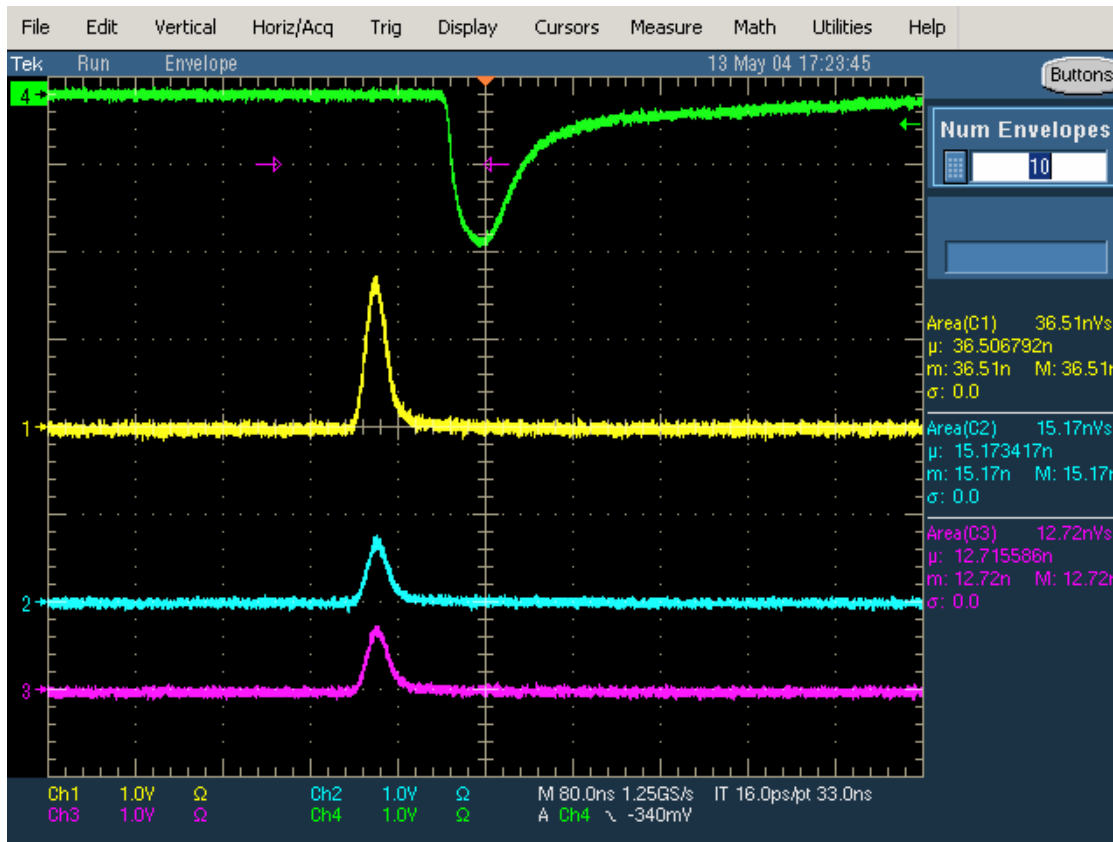 File Edit Vertical Horiz/Acq Trig Display Cursors Measure Math Utilities Help
Tek Run Envelope 13 May 04 17:23:45
Buttons
4
Num Envelopes
10
Area(C1) 36.51nVs
µ: 36.506792n
m: 36.51n M: 36.51n
σ: 0.0
1
Area(C2) 15.17nVs
µ: 15.173417n
m: 15.17n M: 15.17n
σ: 0.0
Area(C3) 12.72nVs
µ: 12.715586n
m: 12.72n M: 12.72n
σ: 0.0
2
3
Ch1 1.0V Ω Ch2 1.0V Ω M 80.0ns 1.25GS/s IT 16.0ps/pt 33.0ns
Ch3 1.0V Ω Ch4 1.0V Ω A Ch4 -340mV